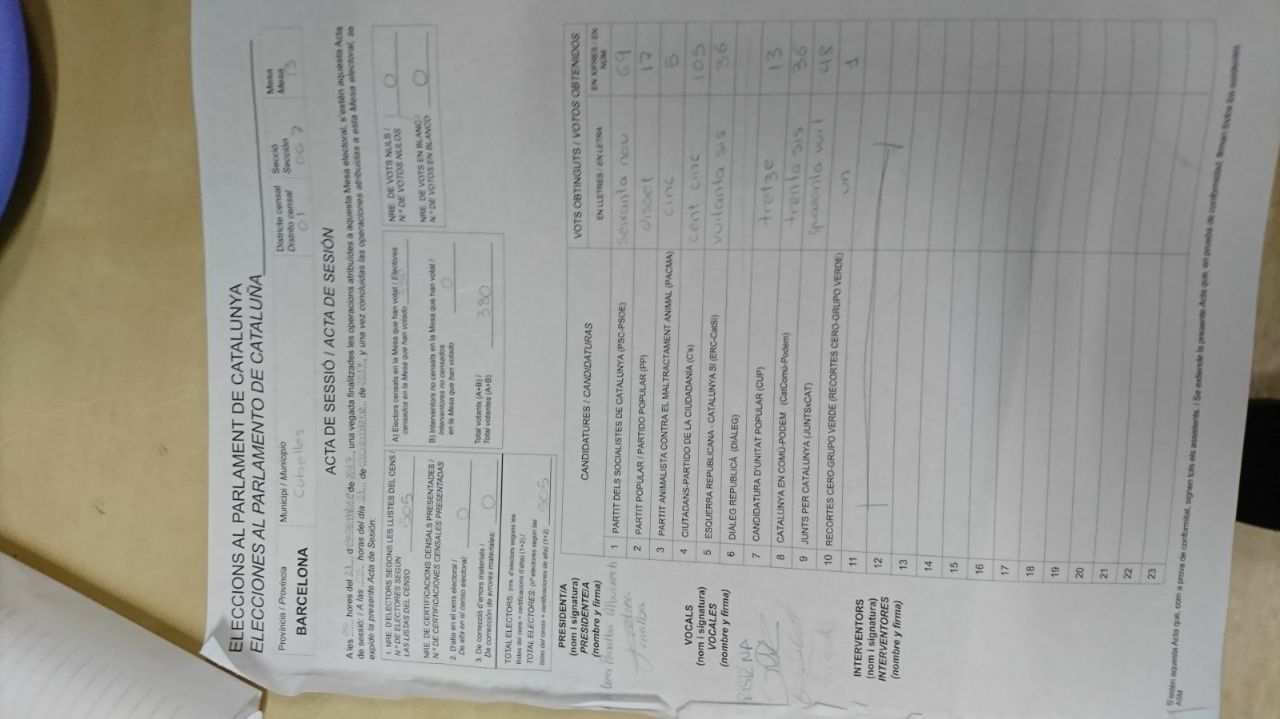 ELECCIONS AL PARLAMENT DE CATALUNYA
ELECCIONES AL PARLAMENTO DE CATALUÑA
Província / Provincia
BARCELONA
Municipi / Municipio
Cubelles
Districte censal
Distrito censal
01
Secció
Sección
007
Mesa
Mesa
B
ACTA DE SESSIÓ / ACTA DE SESIÓN
A les hores del 21 d de 2017, una vegada finalitzades les operacions atribuïdes a aquesta Mesa electoral, s'estén aquesta Acta
de sessió: / A las horas del día 21 de diciembre de 2017, y una vez concluidas las operaciones atribuidas a esta Mesa electoral, se
expide la presente Acta de Sesión:
1. NRE. D'ELECTORS SEGONS LES LLISTES DEL CENS /
N.º DE ELECTORES SEGÚN
LAS LISTAS DEL CENSO 505
NRE. DE CERTIFICACIONS CENSALS PRESENTADES /
N.º DE CERTIFICACIONES CENSALES PRESENTADAS
2. D'alta en el cens electoral /
De alta en el censo electoral: 0
3. De correcció d'errors materials /
De corrección de errores materiales: 0
TOTAL ELECTORS: (nre. d'electors segons les
llistes del cens + certificacions d'alta) (1+2) /
TOTAL ELECTORES: (nº electores según las
listas del censo + certificaciones de alta) (1+2) 505
A) Electors censats en la Mesa que han votat / Electores
censados en la Mesa que han votado
B) Interventors no censats en la Mesa que han votat /
Interventores no censados
en la Mesa que han votado 0
Total votants (A+B) /
Total votantes (A+B) 330
NRE. DE VOTS NULS /
N.º DE VOTOS NULOS 0
NRE. DE VOTS EN BLANC /
N.º DE VOTOS EN BLANCO 0
CANDIDATURES / CANDIDATURAS
VOTS OBTINGUTS / VOTOS OBTENIDOS
EN LLETRES / EN LETRA
EN XIFRES / EN NÚM.
1 PARTIT DELS SOCIALISTES DE CATALUNYA (PSC-PSOE) seixanta nou 69
2 PARTIT POPULAR / PARTIDO POPULAR (PP) disset 17
3 PARTIT ANIMALISTA CONTRA EL MALTRACTAMENT ANIMAL (PACMA) cinc 5
4 CIUTADANS-PARTIDO DE LA CIUDADANÍA (C's) cent cinc 105
5 ESQUERRA REPUBLICANA - CATALUNYA SÍ (ERC-CatSí) vuitanta sis 86
6 DIÀLEG REPUBLICÀ (DIÀLEG)
7 CANDIDATURA D'UNITAT POPULAR (CUP) tretze 13
8 CATALUNYA EN COMÚ-PODEM (CatComú-Podem) trenta sis 36
9 JUNTS PER CATALUNYA (JUNTSxCAT) quaranta vuit 48
10 RECORTES CERO-GRUPO VERDE (RECORTES CERO-GRUPO VERDE) un 1
11
12
13
14
15
16
17
18
19
20
21
22
23
PRESIDENT/A
(nom i signatura)
PRESIDENTE/A
(nombre y firma)
VOCALS
(nom i signatura)
VOCALES
(nombre y firma)
INTERVENTORS
(nom i signatura)
INTERVENTORES
(nombre y firma)
S'estén aquesta Acta que, com a prova de conformitat, signen tots els assistents. / Se extiende la presente Acta que, en prueba de conformidad, firman todos los asistentes.